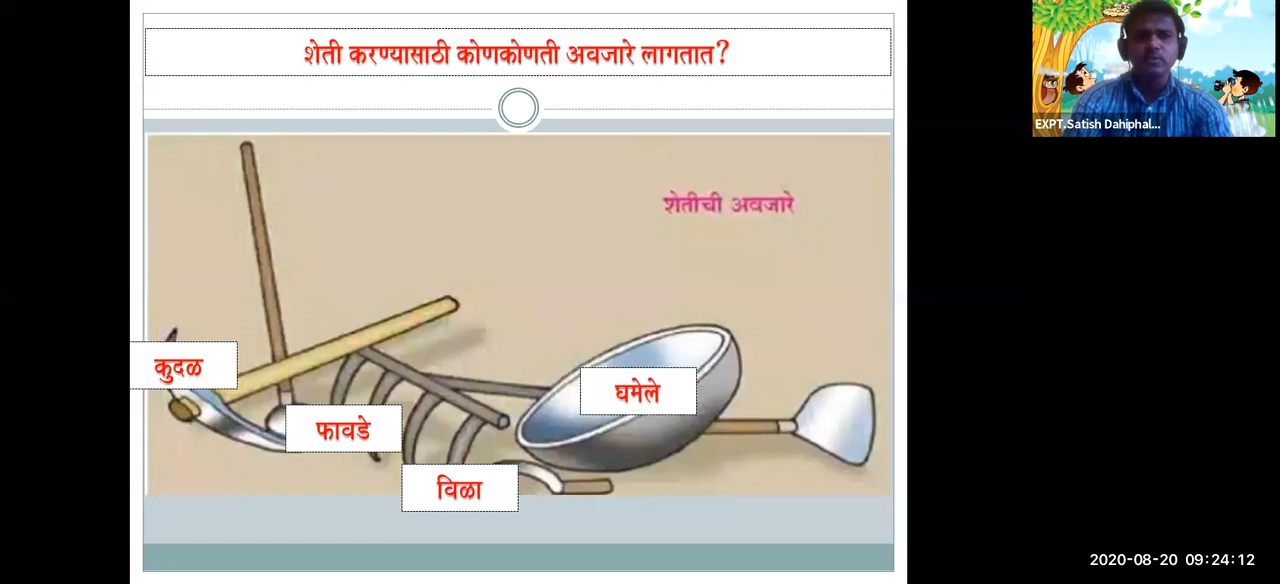 शेती करण्यासाठी कोणकोणती अवजारे लागतात?
शेतीची अवजारे
कुदळ
घमेले
फावडे
विळा
EXPT.Satish Dahiphal...
2020-08-20 09:24:12